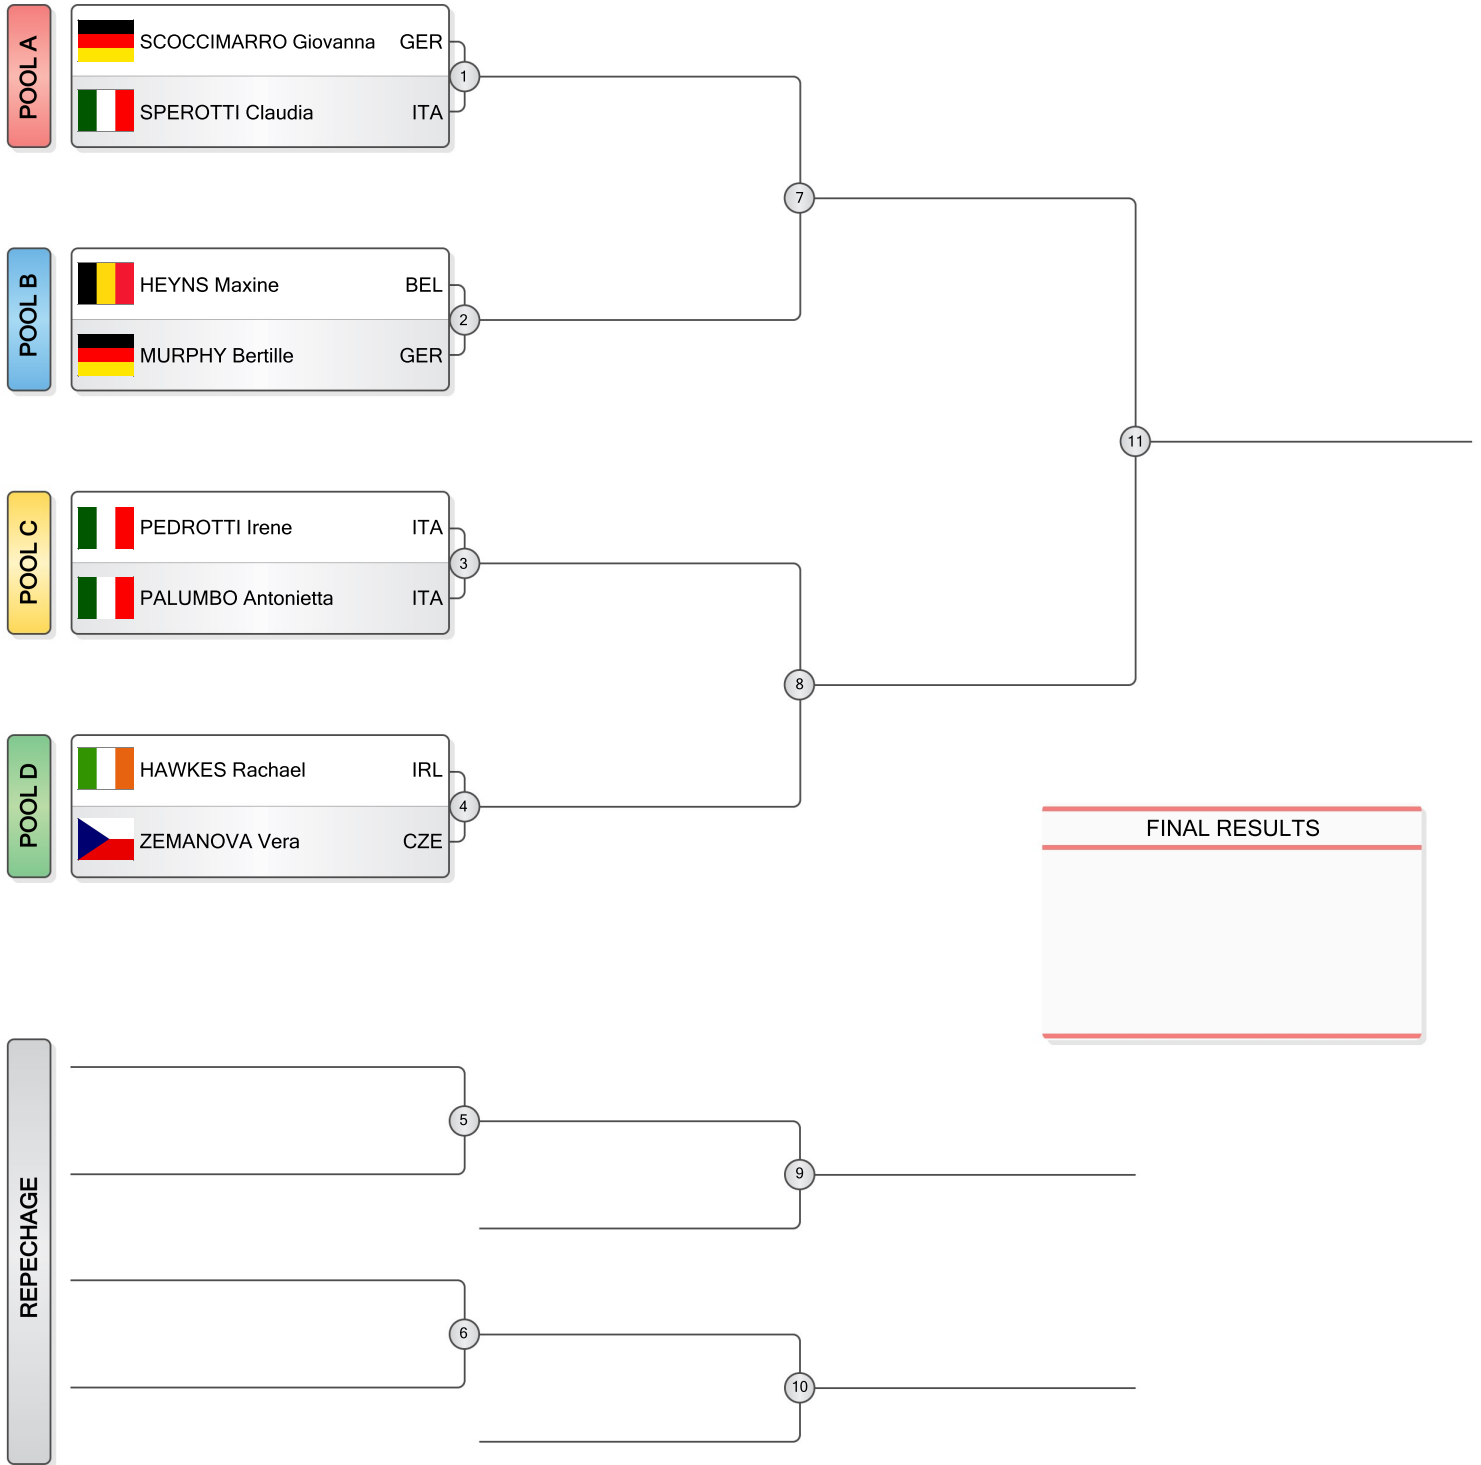 POOL A
SCOCCIMARRO Giovanna GER
1
SPEROTTI Claudia ITA
7
POOL B
HEYNS Maxine BEL
2
MURPHY Bertille GER
11
POOL C
PEDROTTI Irene ITA
3
PALUMBO Antonietta ITA
8
POOL D
HAWKES Rachael IRL
4
ZEMANOVA Vera CZE
FINAL RESULTS
REPECHAGE
5
9
6
10